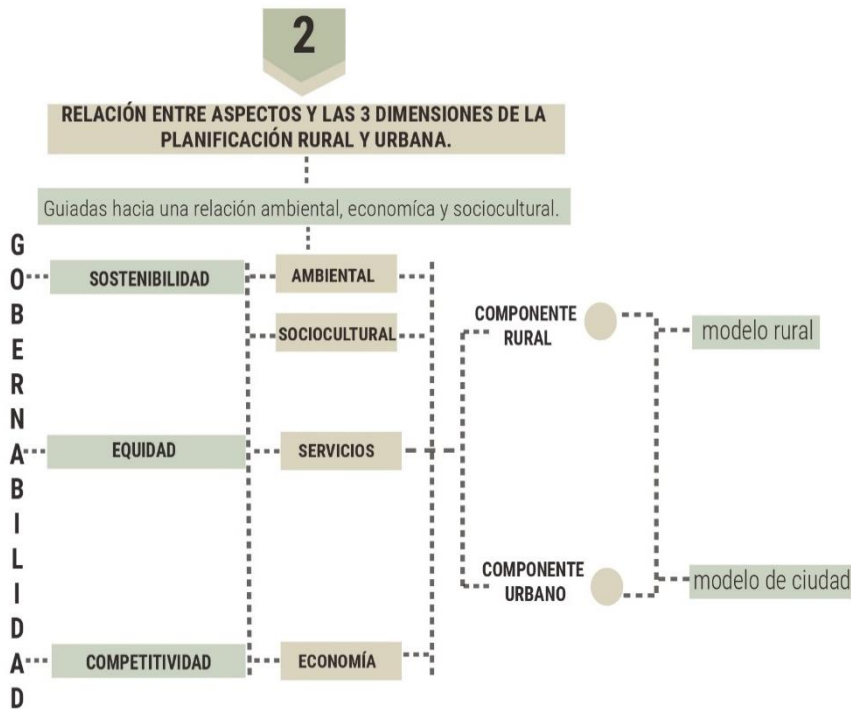 2
RELACIÓN ENTRE ASPECTOS Y LAS 3 DIMENSIONES DE LA
PLANIFICACIÓN RURAL Y URBANA.
Guiadas hacia una relación ambiental, economíca y sociocultural.
GOBERNABILIDAD
SOSTENIBILIDAD
AMBIENTAL
SOCIOCULTURAL
EQUIDAD
SERVICIOS
COMPETITIVIDAD
ECONOMÍA
COMPONENTE
RURAL
modelo rural
COMPONENTE
URBANO
modelo de ciudad